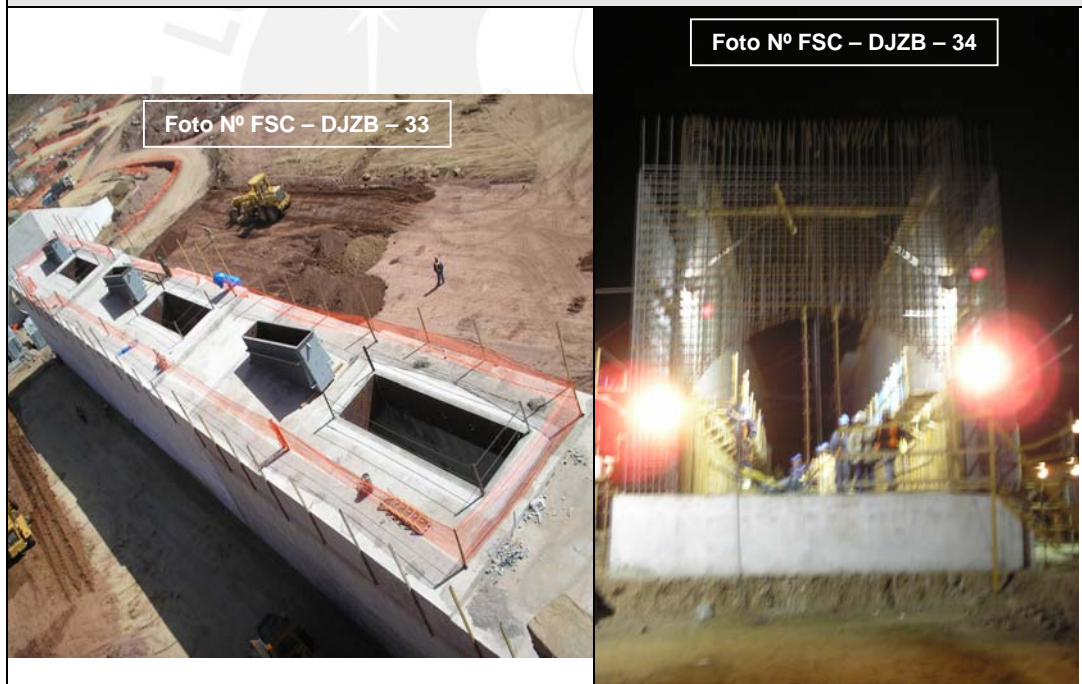 Foto Nº FSC – DJZB – 33
Foto Nº FSC – DJZB – 34